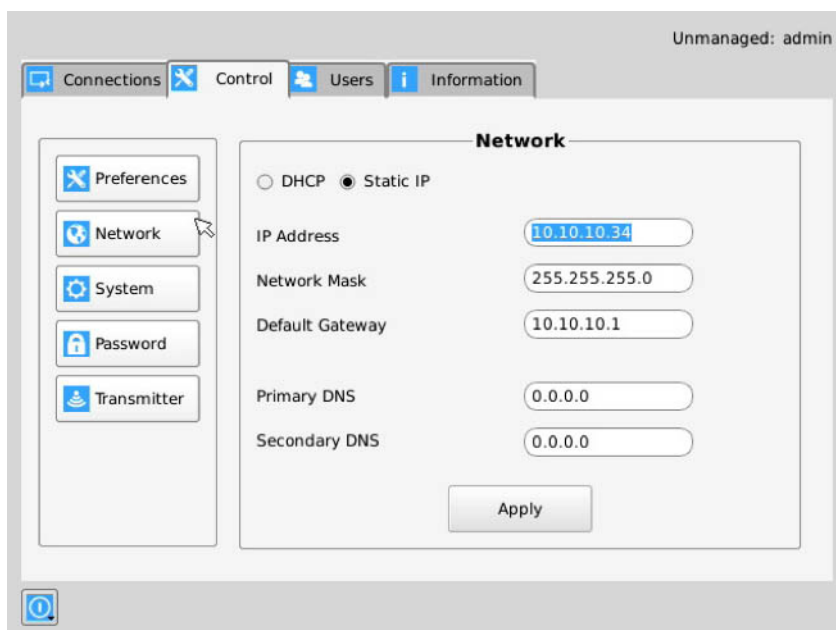 Unmanaged: admin
Connections
Control
Users
Information
Preferences
Network
System
Password
Transmitter
Network
DHCP
Static IP
IP Address 10.10.10.34
Network Mask 255.255.255.0
Default Gateway 10.10.10.1
Primary DNS 0.0.0.0
Secondary DNS 0.0.0.0
Apply